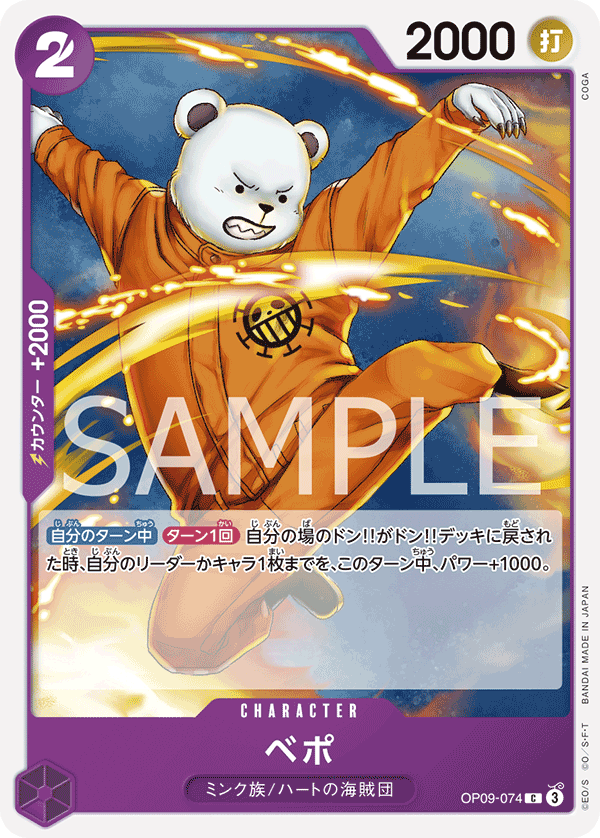 2
2000 打
COGA
カウンター +2000
SAMPLE
自分のターン中 ターン1回 自分の場のドン!!がドン!!デッキに戻され
た時、自分のリーダーかキャラ1枚までを、このターン中、パワー+1000。
CHARACTER
ベポ
ミンク族/ハートの海賊団
OP09-074 C 3
©EO/S ©O/S・F・T BANDAI MADE IN JAPAN